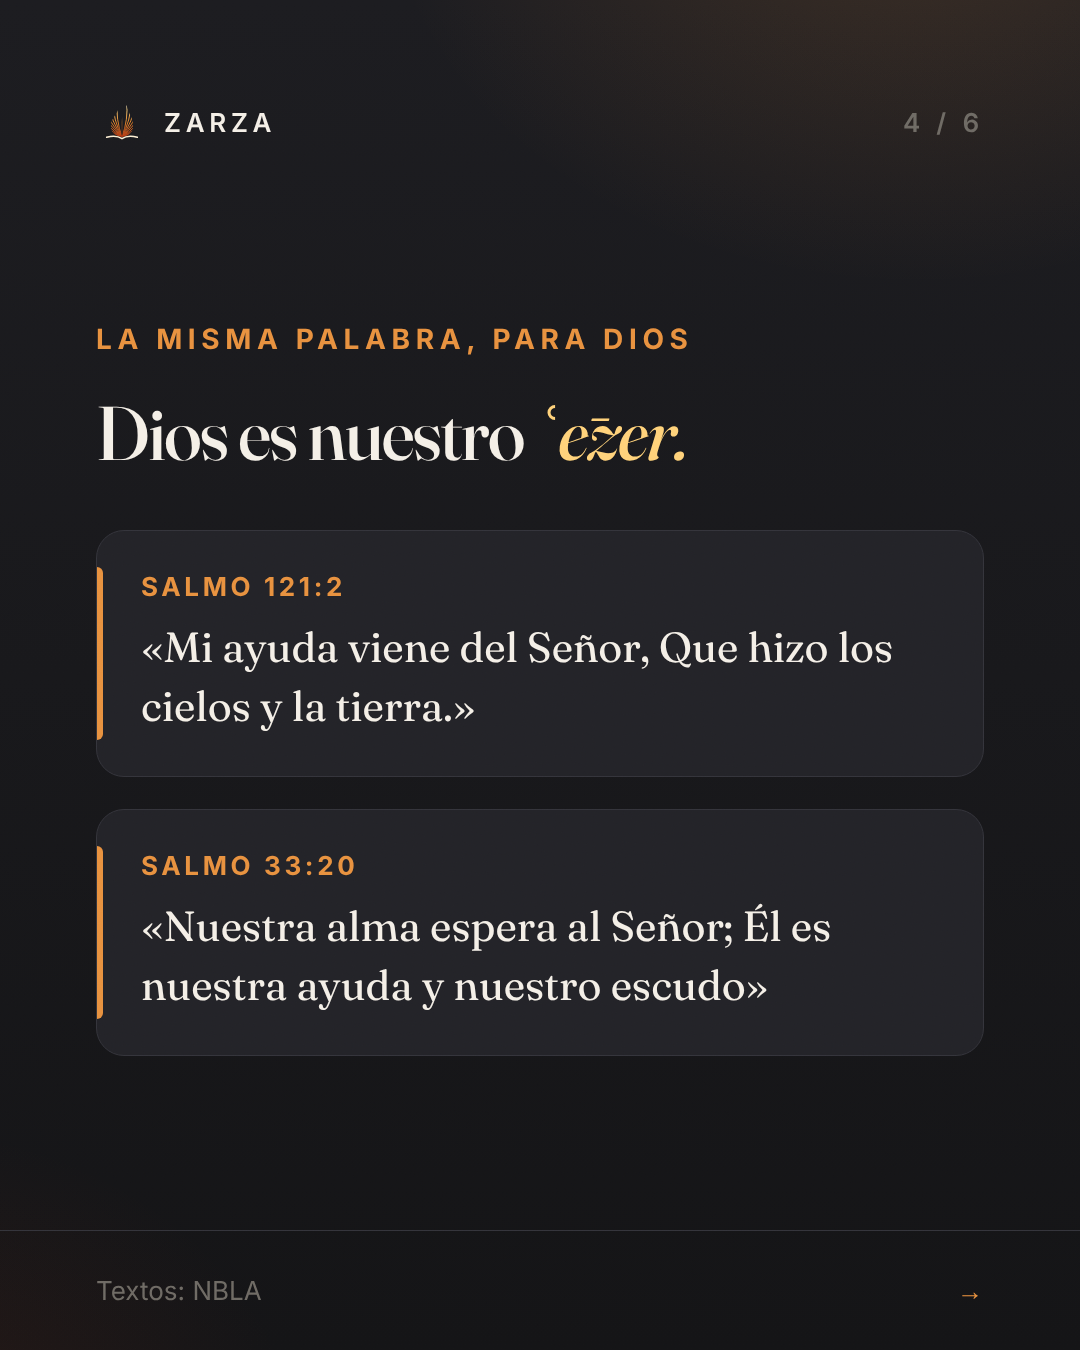 ZARZA
4 / 6
LA MISMA PALABRA, PARA DIOS
Dios es nuestro ʿez̄er.
SALMO 121:2
«Mi ayuda viene del Señor, Que hizo los
cielos y la tierra.»
SALMO 33:20
«Nuestra alma espera al Señor; Él es
nuestra ayuda y nuestro escudo»
Textos: NBLA
→